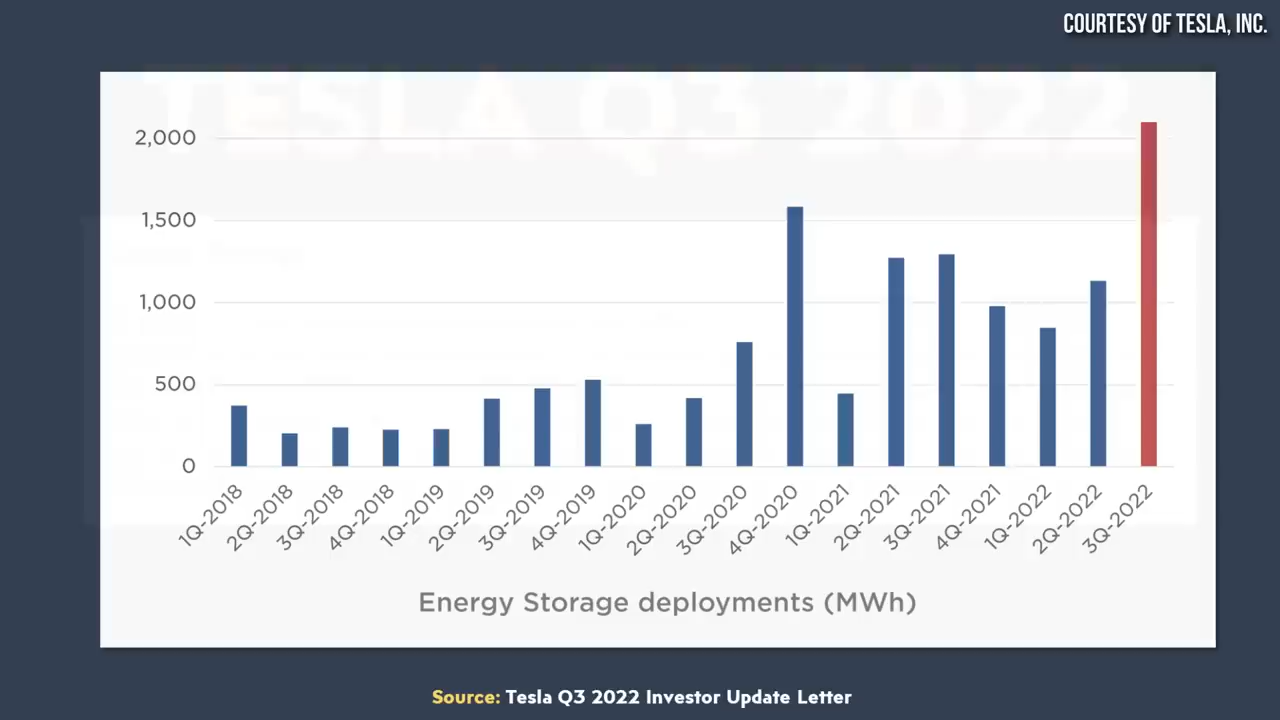 COURTESY OF TESLA, INC.
TESLA Q3 2022
2,000
1,500
1,000
500
0
1Q-2018
2Q-2018
3Q-2018
4Q-2018
1Q-2019
2Q-2019
3Q-2019
4Q-2019
1Q-2020
2Q-2020
3Q-2020
4Q-2020
1Q-2021
2Q-2021
3Q-2021
4Q-2021
1Q-2022
2Q-2022
3Q-2022
Energy Storage deployments (MWh)
Source: Tesla Q3 2022 Investor Update Letter